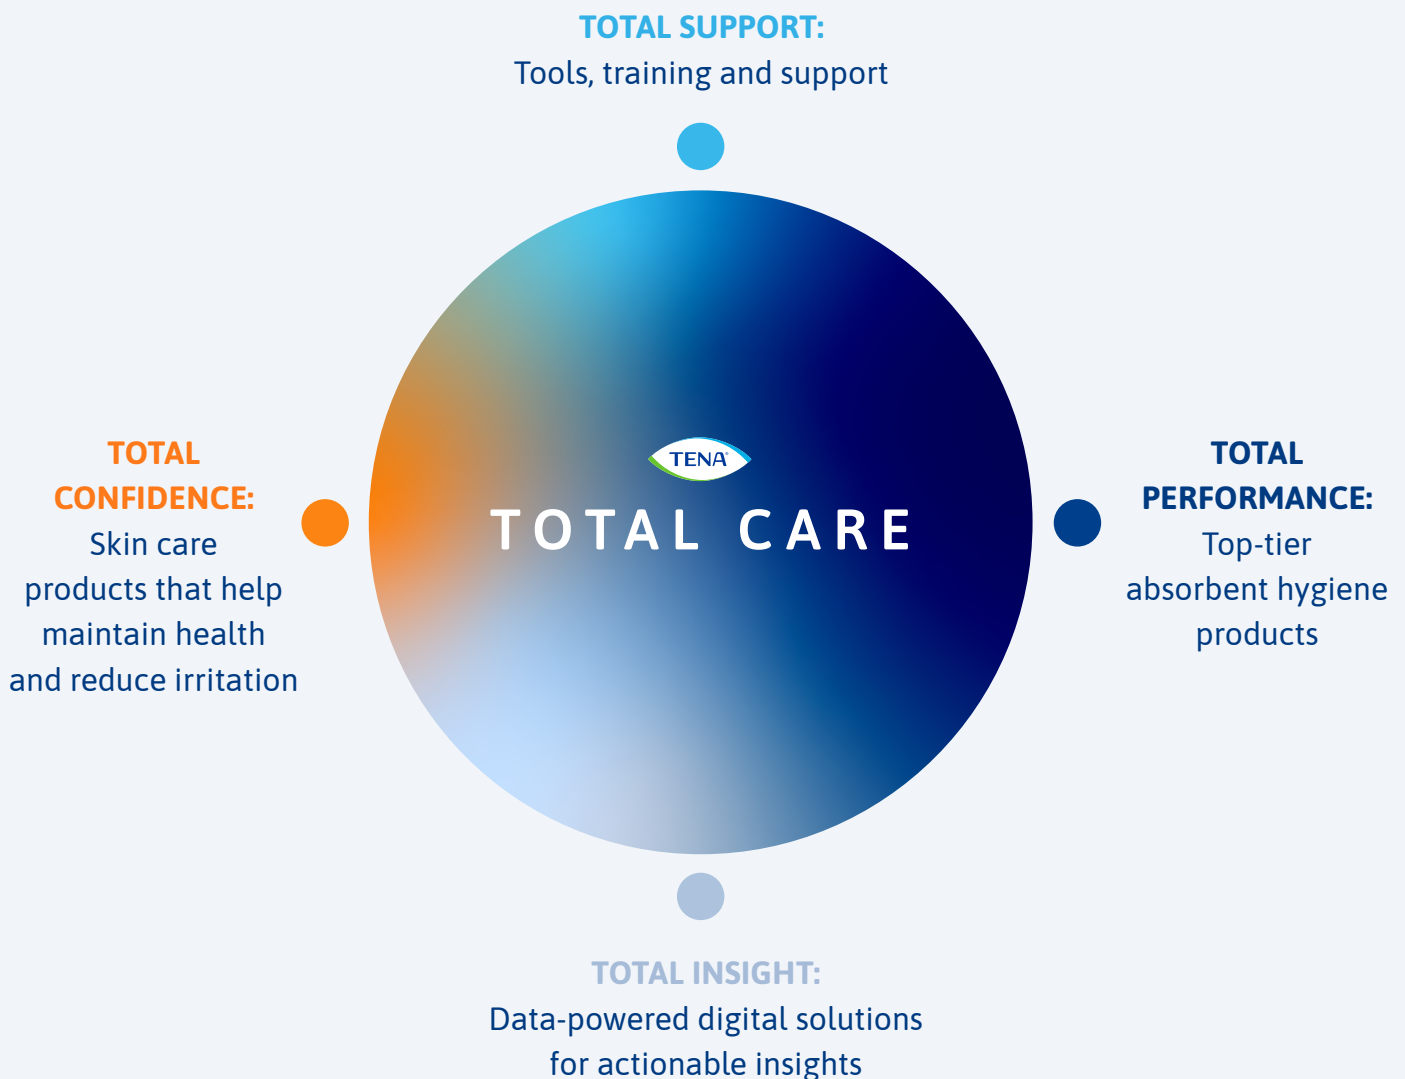 TOTAL SUPPORT:
Tools, training and support
TOTAL
CONFIDENCE:
Skin care
products that help
maintain health
and reduce irritation
TENA®
TOTAL CARE
TOTAL
PERFORMANCE:
Top-tier
absorbent hygiene
products
TOTAL INSIGHT:
Data-powered digital solutions
for actionable insights